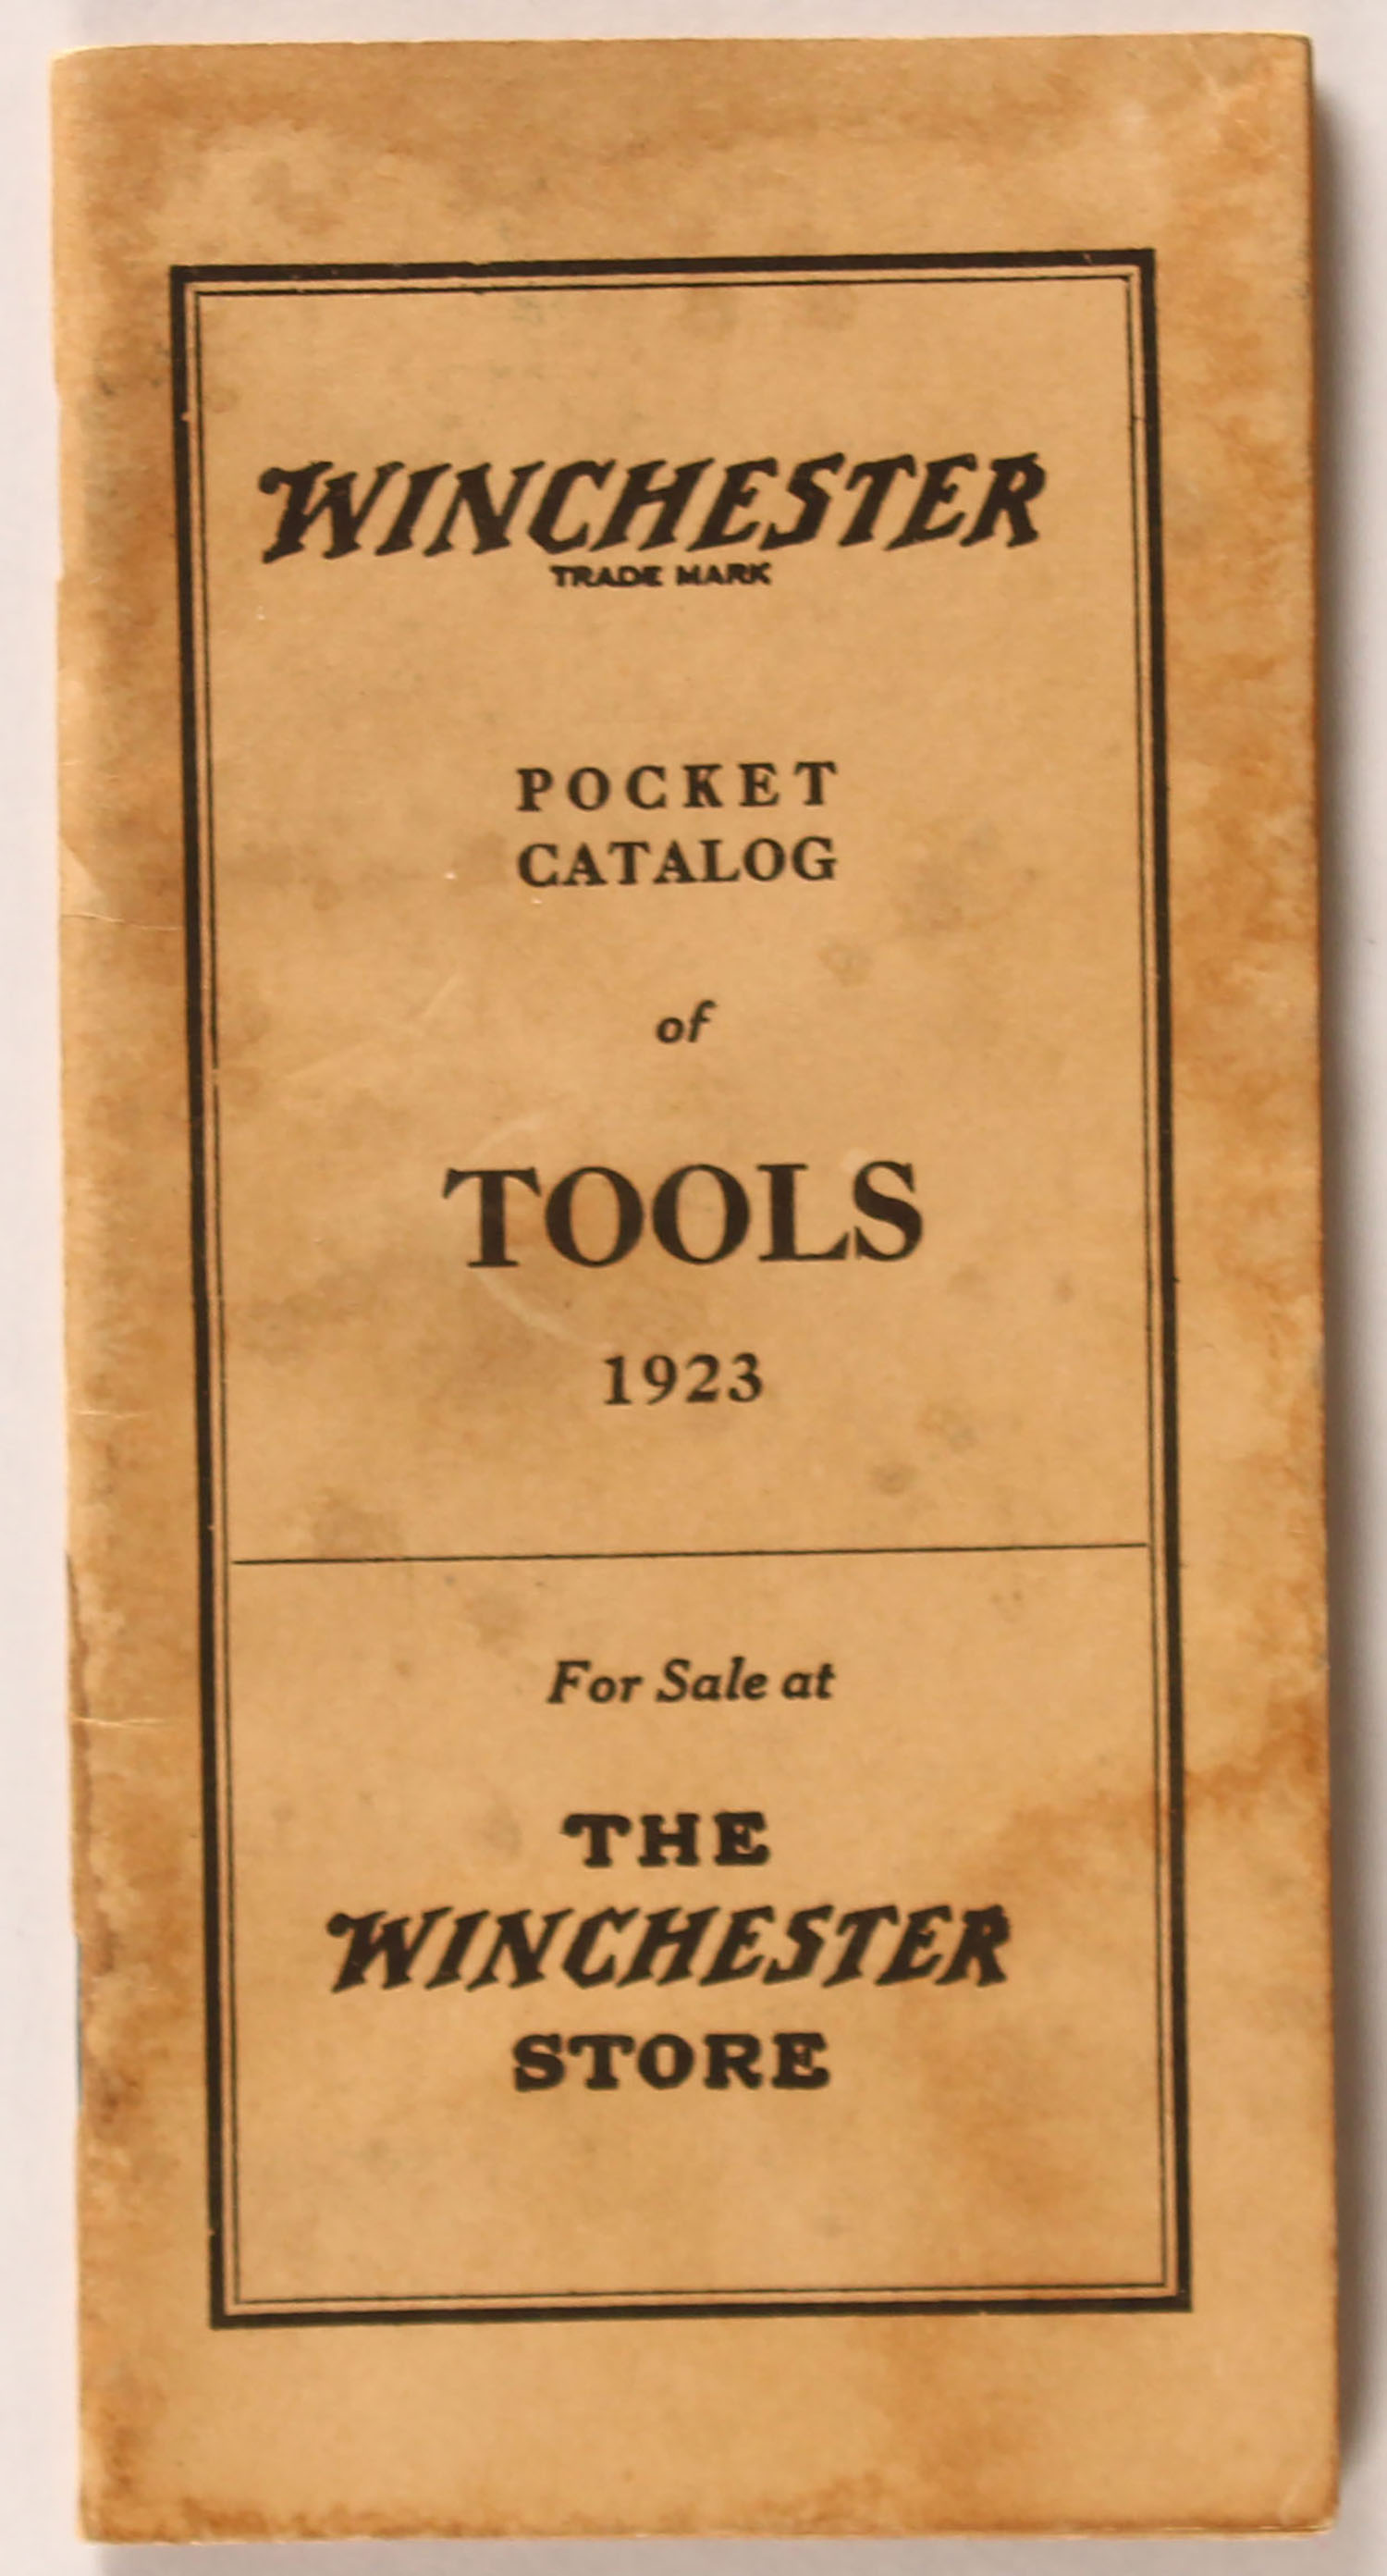 WINCHESTER
TRADE MARK
POCKET
CATALOG
of
TOOLS
1923
For Sale at
THE
WINCHESTER
STORE